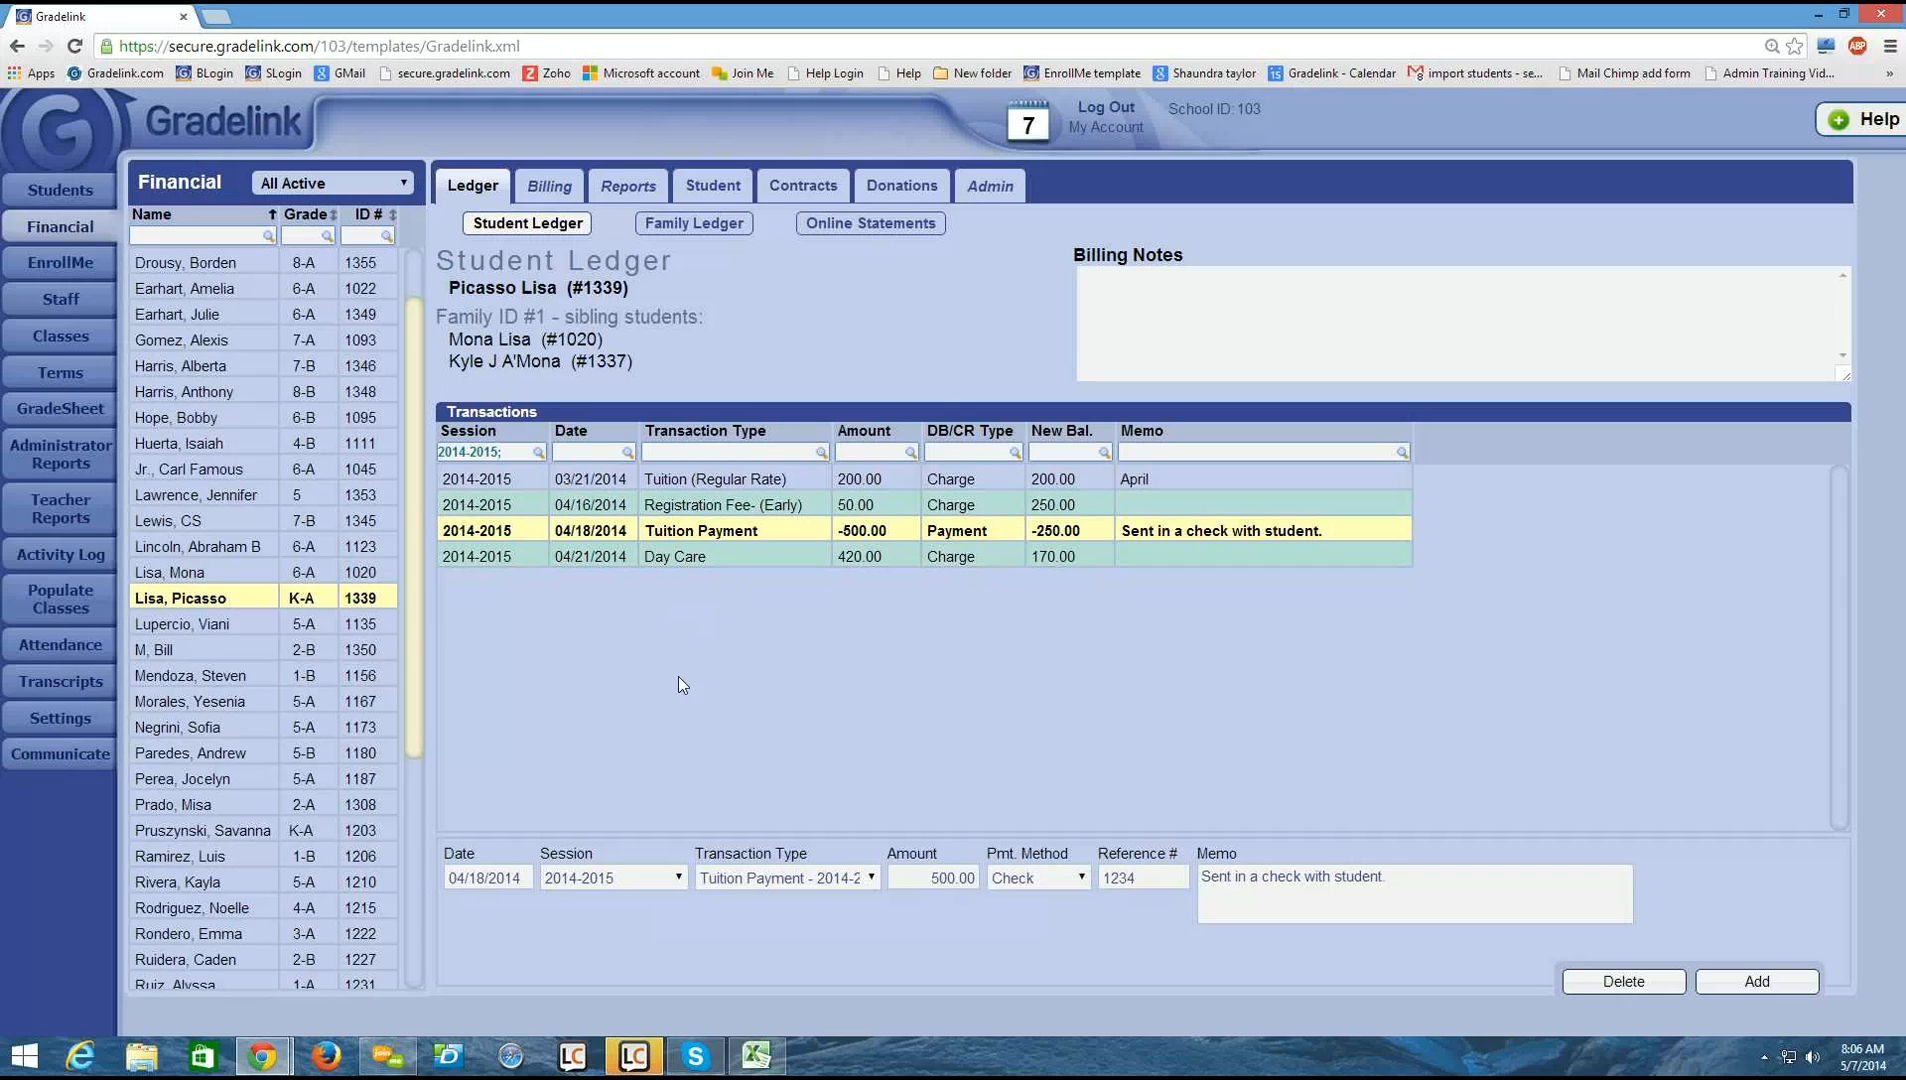 Gradelink
https://secure.gradelink.com/103/templates/Gradelink.xml
Apps Gradelink.com BLogin SLogin GMail secure.gradelink.com Zoho Microsoft account Join Me Help Login Help New folder EnrollMe template Shaundra taylor Gradelink - Calendar import students - se... Mail Chimp add form Admin Training Vid... »
Gradelink
7
Log Out
My Account
School ID: 103
Help
Students
Financial
EnrollMe
Staff
Classes
Terms
GradeSheet
Administrator
Reports
Teacher
Reports
Activity Log
Populate
Classes
Attendance
Transcripts
Settings
Communicate
Financial All Active
Name Grade ID #
Drousy, Borden 8-A 1355
Earhart, Amelia 6-A 1022
Earhart, Julie 6-A 1349
Gomez, Alexis 7-A 1093
Harris, Alberta 7-B 1346
Harris, Anthony 8-B 1348
Hope, Bobby 6-B 1095
Huerta, Isaiah 4-B 1111
Jr., Carl Famous 6-A 1045
Lawrence, Jennifer 5 1353
Lewis, CS 7-B 1345
Lincoln, Abraham B 6-A 1123
Lisa, Mona 6-A 1020
Lisa, Picasso K-A 1339
Lupercio, Viani 5-A 1135
M, Bill 2-B 1350
Mendoza, Steven 1-B 1156
Morales, Yesenia 5-A 1167
Negrini, Sofia 5-A 1173
Paredes, Andrew 5-B 1180
Perea, Jocelyn 5-A 1187
Prado, Misa 2-A 1308
Pruszynski, Savanna K-A 1203
Ramirez, Luis 1-B 1206
Rivera, Kayla 5-A 1210
Rodriguez, Noelle 4-A 1215
Rondero, Emma 3-A 1222
Ruidera, Caden 2-B 1227
Ruiz, Alyssa 1-A 1231
Ledger Billing Reports Student Contracts Donations Admin
Student Ledger Family Ledger Online Statements
Student Ledger
Picasso Lisa (#1339)
Family ID #1 - sibling students:
Mona Lisa (#1020)
Kyle J A'Mona (#1337)
Billing Notes
Transactions
Session Date Transaction Type Amount DB/CR Type New Bal. Memo
2014-2015;
2014-2015 03/21/2014 Tuition (Regular Rate) 200.00 Charge 200.00 April
2014-2015 04/16/2014 Registration Fee- (Early) 50.00 Charge 250.00
2014-2015 04/18/2014 Tuition Payment -500.00 Payment -250.00 Sent in a check with student.
2014-2015 04/21/2014 Day Care 420.00 Charge 170.00
Date Session Transaction Type Amount Pmt. Method Reference # Memo
04/18/2014 2014-2015 Tuition Payment - 2014-2 500.00 Check 1234 Sent in a check with student.
Delete Add
8:06 AM
5/7/2014